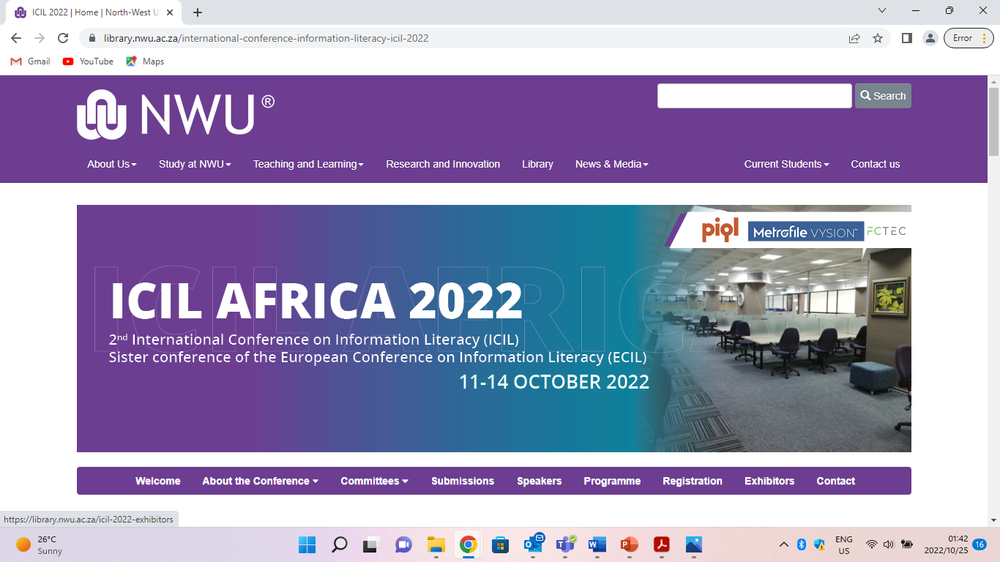 ICIL 2022 | Home | North-West U
library.nwu.ac.za/international-conference-information-literacy-icil-2022
Error
Gmail YouTube Maps
NWU®
Search
About Us Study at NWU Teaching and Learning Research and Innovation Library News & Media Current Students Contact us
piql Metrofile VYSION™ FCTEC
ICIL AFRICA
ICIL AFRICA 2022
2nd International Conference on Information Literacy (ICIL)
Sister conference of the European Conference on Information Literacy (ECIL)
11-14 OCTOBER 2022
Welcome About the Conference Committees Submissions Speakers Programme Registration Exhibitors Contact
https://library.nwu.ac.za/icil-2022-exhibitors
26°C
Sunny
ENG
US
01:42
2022/10/25
16